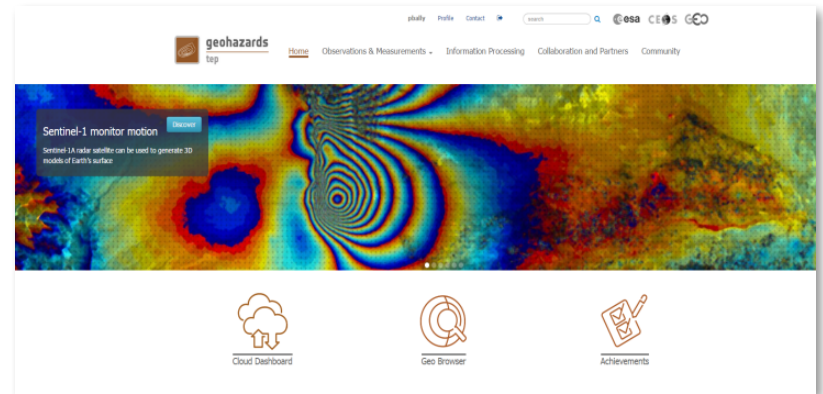 pbally Profile Contact
search
esa CEOS GEO
geohazards
tep
Home Observations & Measurements Information Processing Collaboration and Partners Community
Sentinel-1 monitor motion
Discover
Sentinel-1A radar satellite can be used to generate 3D
models of Earth's surface
Cloud Dashboard
Geo Browser
Achievements